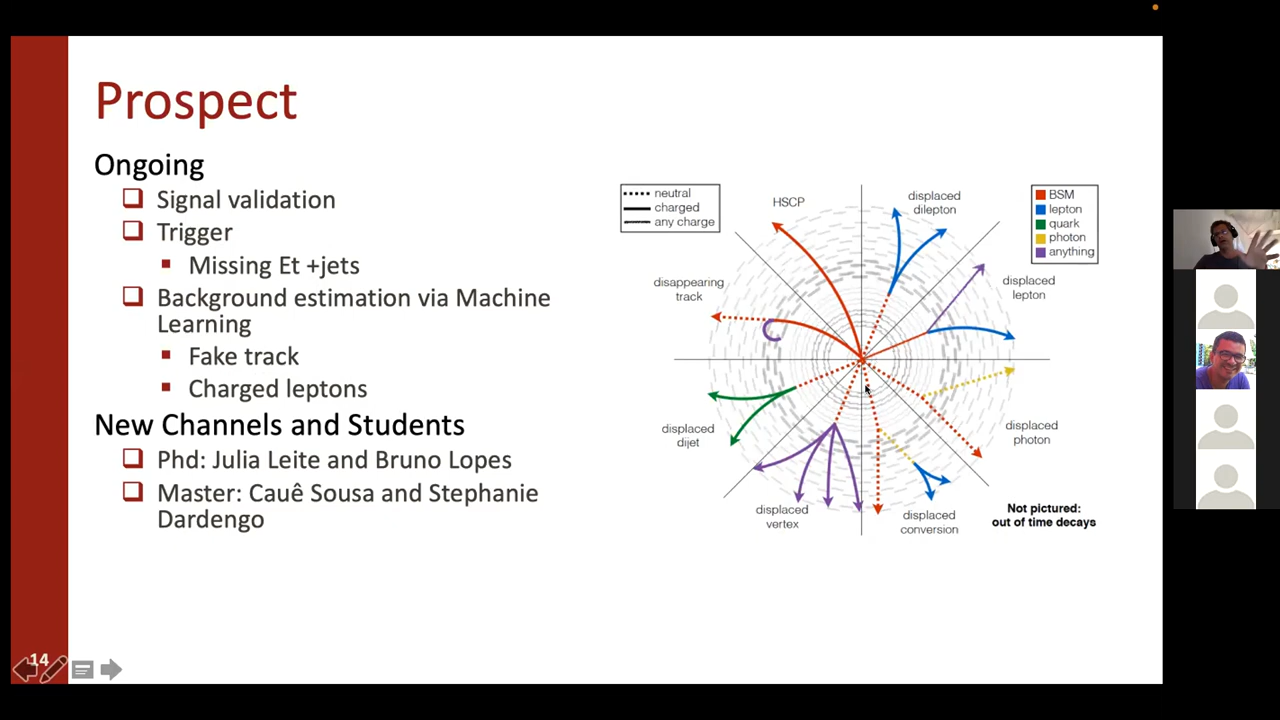 Prospect
Ongoing
Signal validation
Trigger
Missing Et +jets
Background estimation via Machine
Learning
Fake track
Charged leptons
New Channels and Students
Phd: Julia Leite and Bruno Lopes
Master: Cauê Sousa and Stephanie
Dardengo
neutral
charged
any charge
HSCP
displaced
dilepton
BSM
lepton
quark
photon
anything
disappearing
track
displaced
lepton
displaced
dijet
displaced
photon
displaced
vertex
displaced
conversion
Not pictured:
out of time decays
14